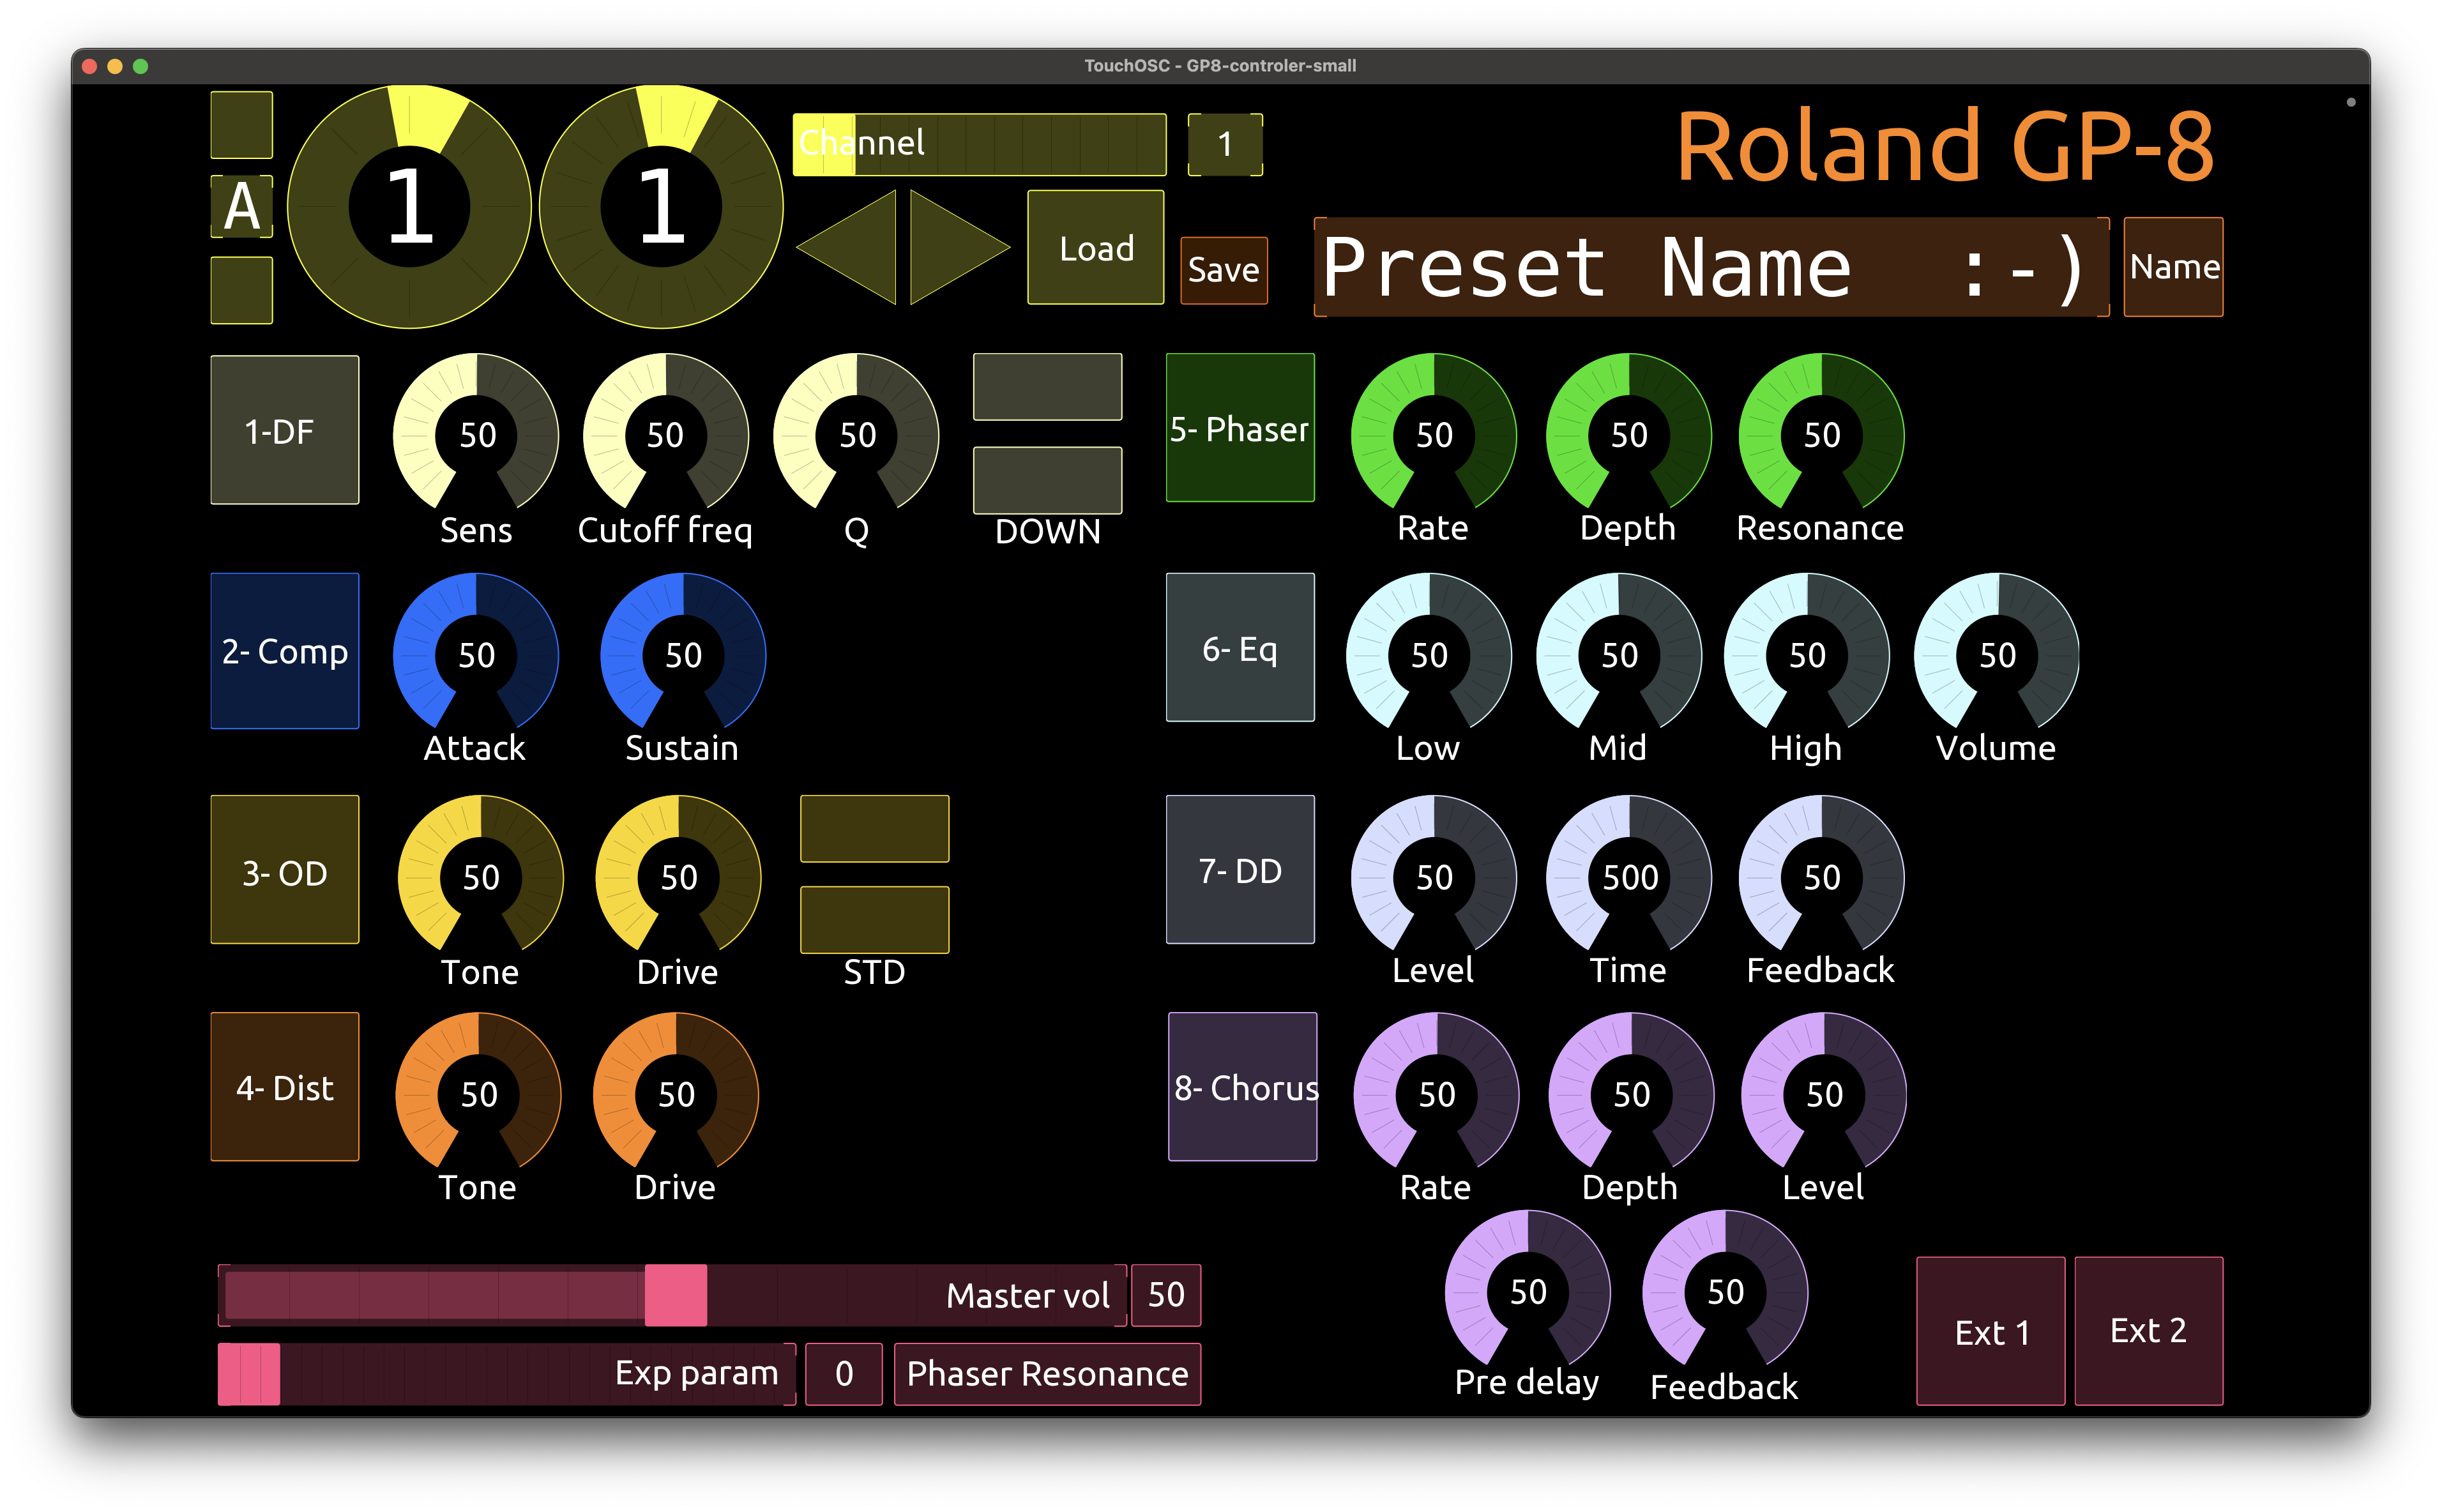 TouchOSC - GP8-controler-small
A
1
1
Channel
1
Roland GP-8
Load
Save
Preset Name :-)
Name
1-DF
50
50
50
Sens
Cutoff freq
Q
DOWN
5- Phaser
50
50
50
Rate
Depth
Resonance
2- Comp
50
50
Attack
Sustain
6- Eq
50
50
50
50
Low
Mid
High
Volume
3- OD
50
50
Tone
Drive
STD
7- DD
50
500
50
Level
Time
Feedback
4- Dist
50
50
Tone
Drive
8- Chorus
50
50
50
Rate
Depth
Level
50
50
Pre delay
Feedback
Master vol
50
Exp param
0
Phaser Resonance
Ext 1
Ext 2